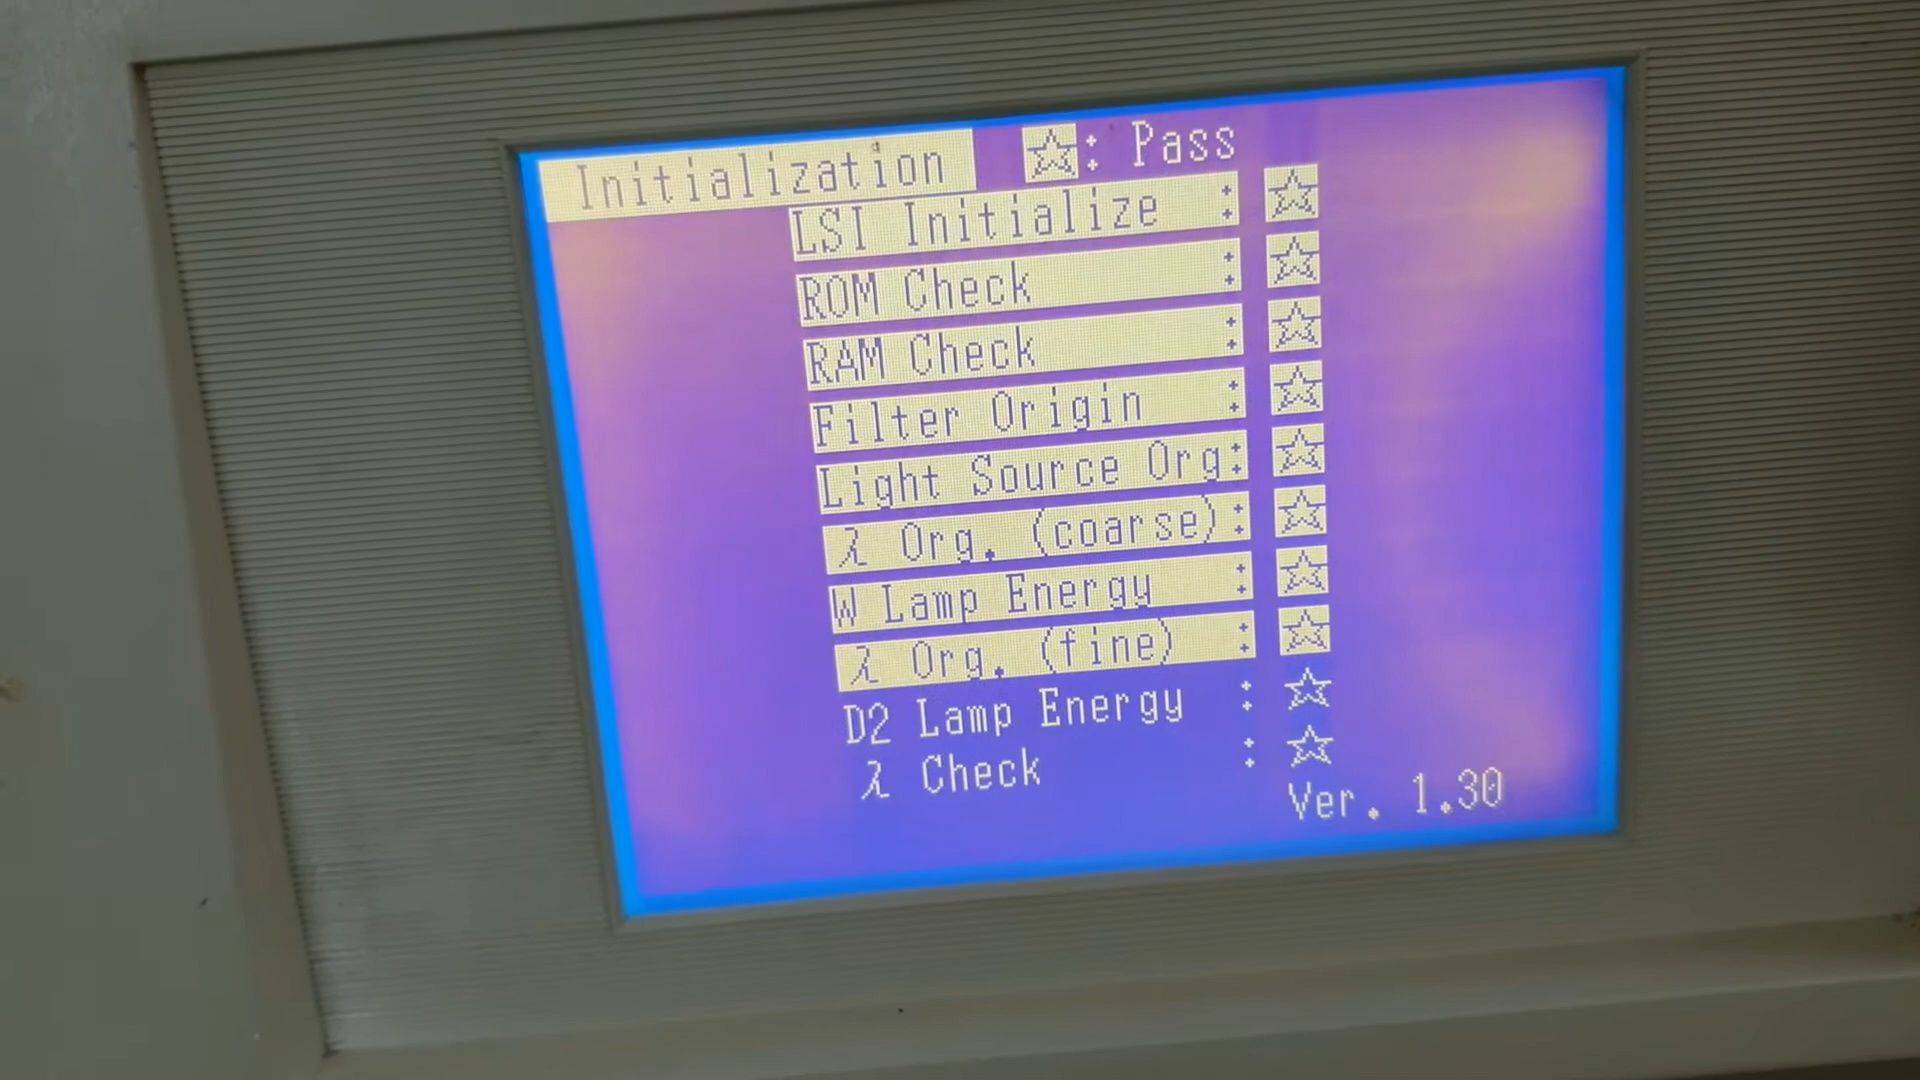 Initialization ☆: Pass
LSI Initialize : ☆
ROM Check : ☆
RAM Check : ☆
Filter Origin : ☆
Light Source Org: ☆
λ Org. (coarse): ☆
W Lamp Energy : ☆
λ Org. (fine) : ☆
D2 Lamp Energy : ☆
λ Check : ☆
Ver. 1.30